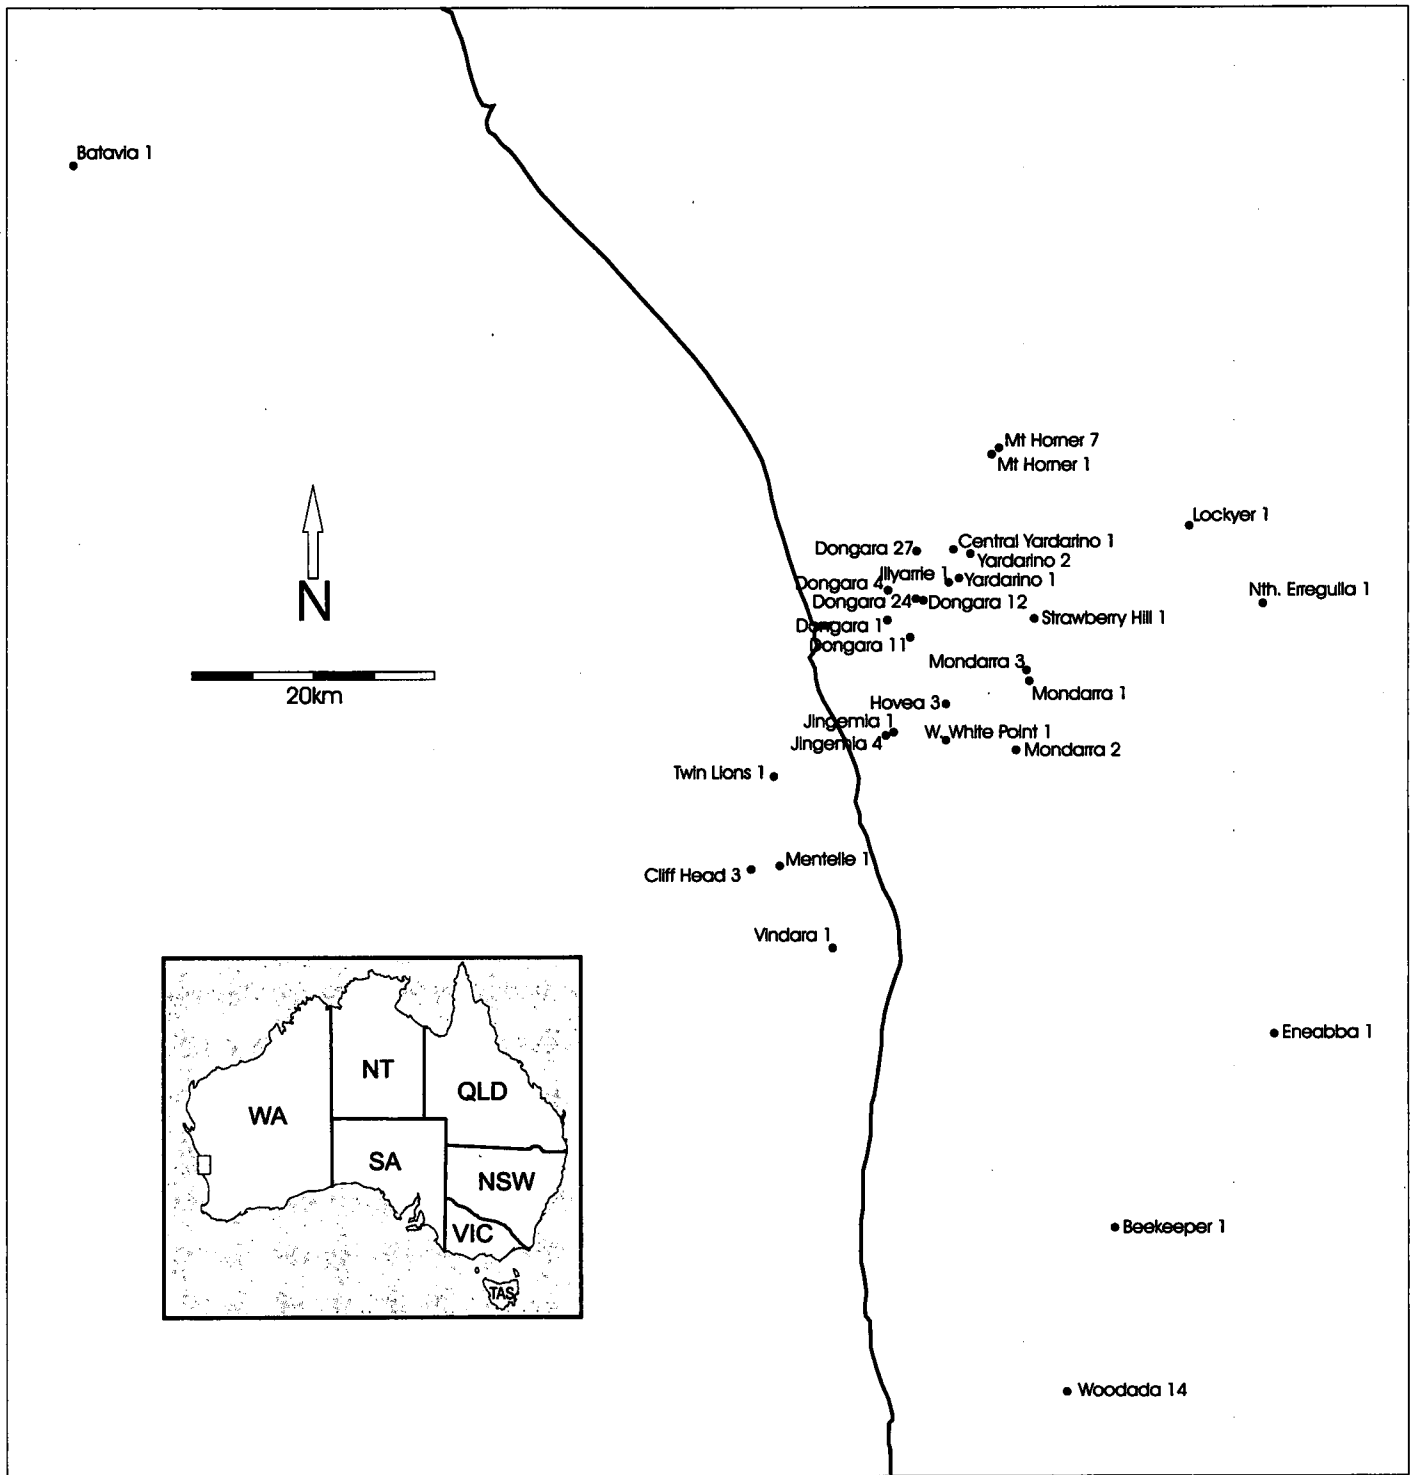 Batavia 1
Mt Horner 7
Mt Horner 1
Lockyer 1
Central Yardarino 1
Dongara 27
Yardarino 2
Illyarrie 1
Yardarino 1
Dongara 4
Nth. Erregulla 1
Dongara 24
Dongara 12
Strawberry Hill 1
Dongara 1
Dongara 11
N
Mondarra 3
20km
Mondarra 1
Hovea 3
Jingemia 1
W. White Point 1
Jingemia 4
Mondarra 2
Twin Lions 1
Mentelle 1
Cliff Head 3
Vindara 1
Eneabba 1
NT
QLD
WA
SA
NSW
VIC
TAS
Beekeeper 1
Woodada 14